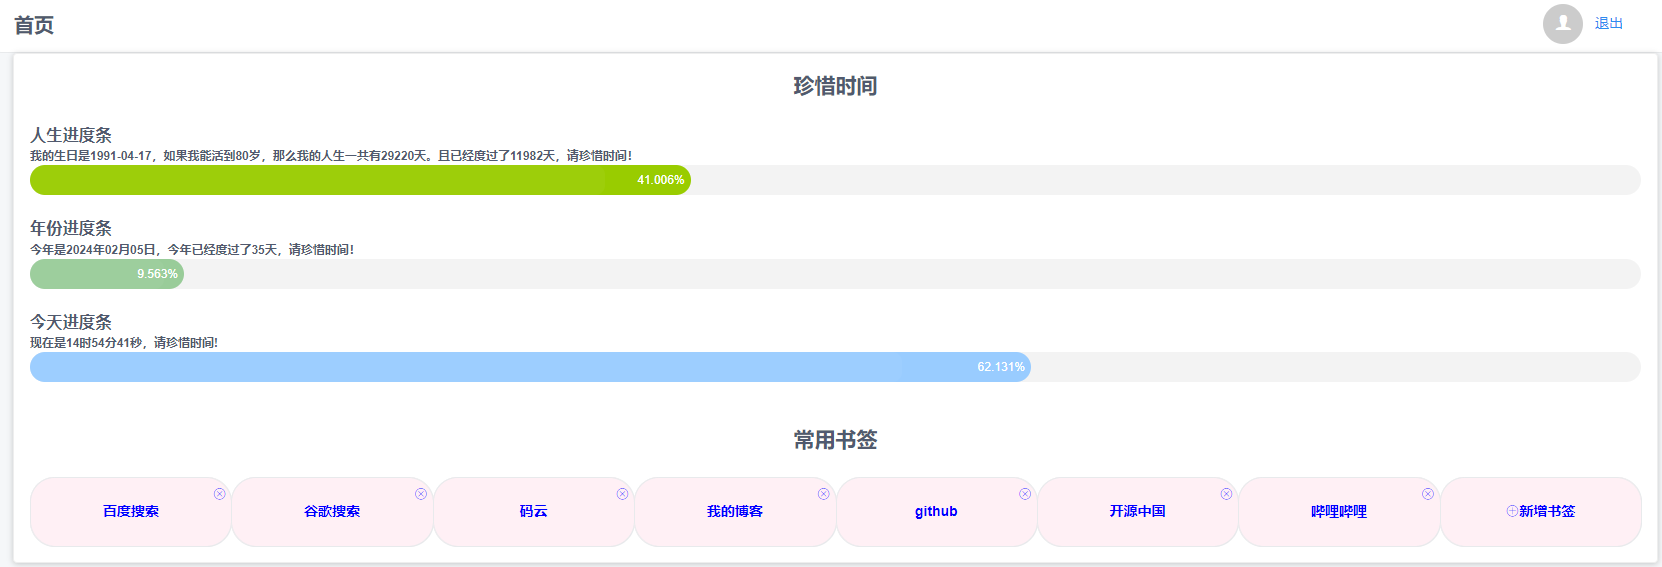 首页
退出
珍惜时间
人生进度条
我的生日是1991-04-17，如果我能活到80岁，那么我的人生一共有29220天。且已经度过了11982天，请珍惜时间！
41.006%
年份进度条
今年是2024年02月05日，今年已经度过了35天，请珍惜时间！
9.563%
今天进度条
现在是14时54分41秒，请珍惜时间!
62.131%
常用书签
百度搜索
谷歌搜索
码云
我的博客
github
开源中国
哔哩哔哩
新增书签